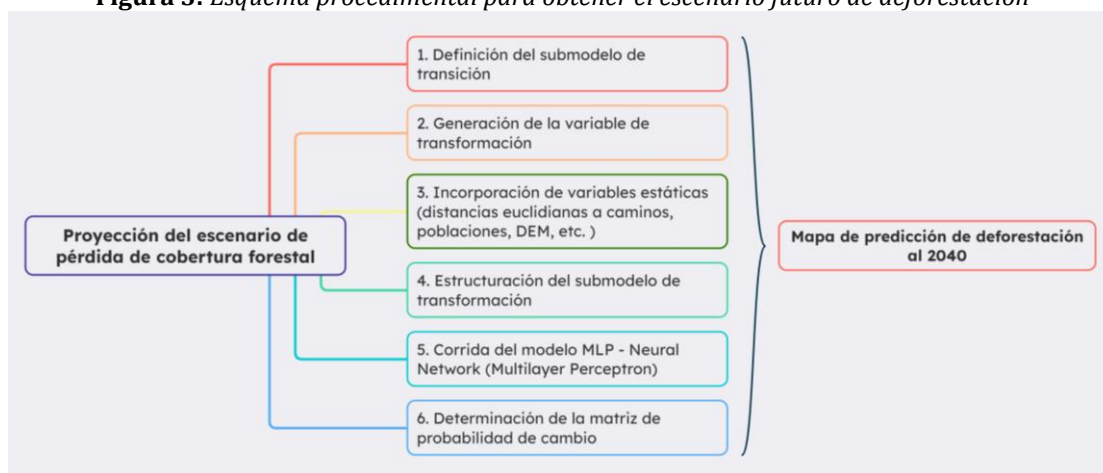 Figura 3. Esquema procedimental para obtener el escenario futuro de deforestación
1. Definición del submodelo de
transición
2. Generación de la variable de
transformación
3. Incorporación de variables estáticas
(distancias euclidianas a caminos,
poblaciones, DEM, etc. )
Proyección del escenario de
pérdida de cobertura forestal
4. Estructuración del submodelo de
transformación
5. Corrida del modelo MLP - Neural
Network (Multilayer Perceptron)
6. Determinación de la matriz de
probabilidad de cambio
Mapa de predicción de deforestación
al 2040